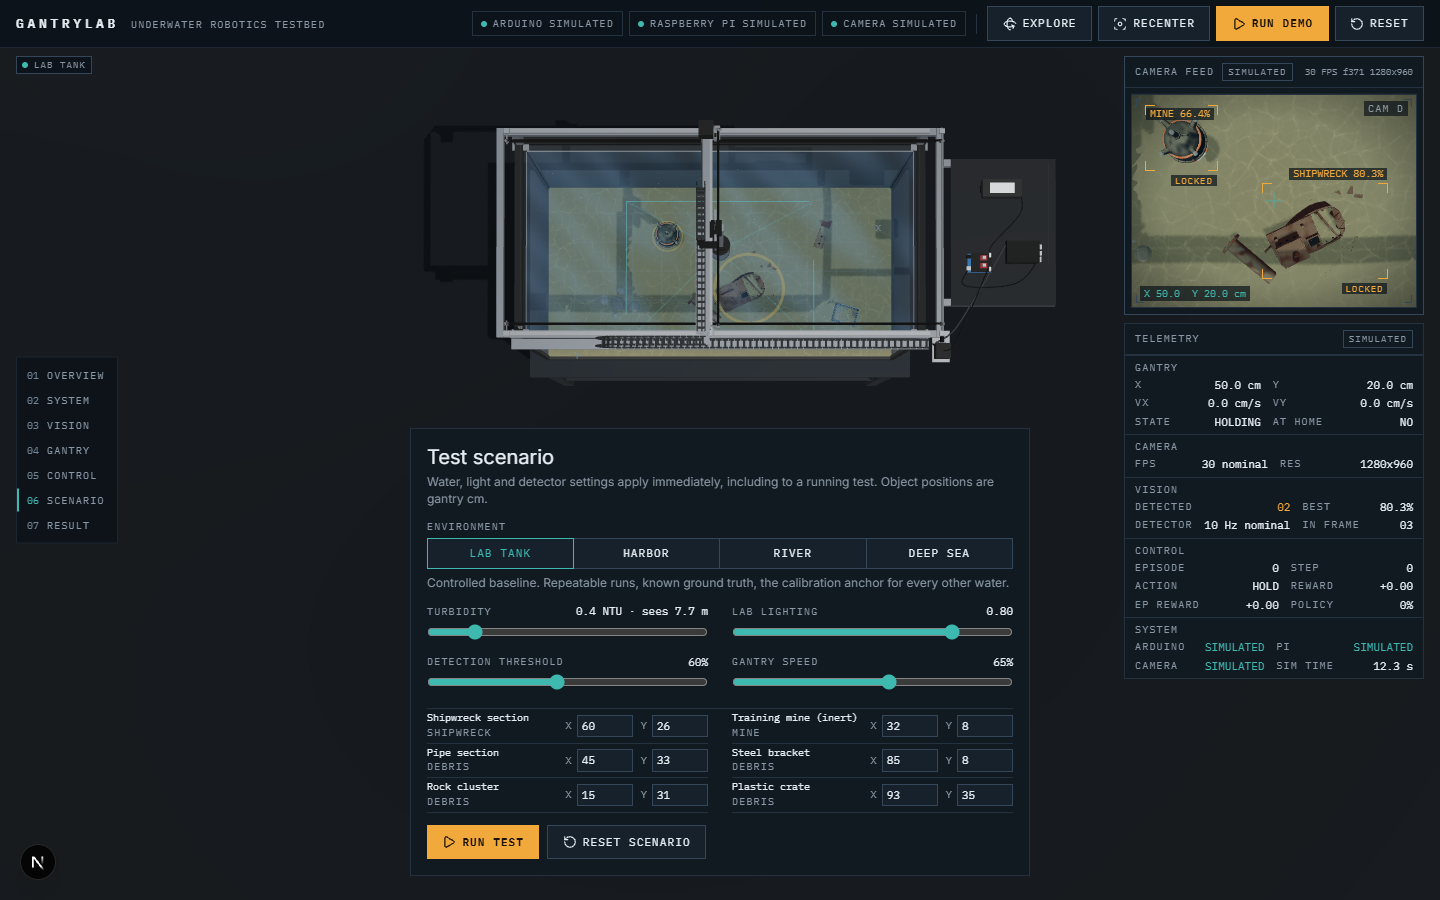 GANTRYLAB UNDERWATER ROBOTICS TESTBED
ARDUINO SIMULATED
RASPBERRY PI SIMULATED
CAMERA SIMULATED
EXPLORE
RECENTER
RUN DEMO
RESET
LAB TANK
CAMERA FEED SIMULATED 30 FPS f371 1280x960
MINE 66.4%
CAM D
LOCKED
SHIPWRECK 80.3%
LOCKED
X 50.0 Y 20.0 cm
TELEMETRY SIMULATED
GANTRY
X 50.0 cm Y 20.0 cm
VX 0.0 cm/s VY 0.0 cm/s
STATE HOLDING AT HOME NO
CAMERA
FPS 30 nominal RES 1280x960
VISION
DETECTED 02 BEST 80.3%
DETECTOR 10 Hz nominal IN FRAME 03
CONTROL
EPISODE 0 STEP 0
ACTION HOLD REWARD +0.00
EP REWARD +0.00 POLICY 0%
SYSTEM
ARDUINO SIMULATED PI SIMULATED
CAMERA SIMULATED SIM TIME 12.3 s
01 OVERVIEW
02 SYSTEM
03 VISION
04 GANTRY
05 CONTROL
06 SCENARIO
07 RESULT
Test scenario
Water, light and detector settings apply immediately, including to a running test. Object positions are
gantry cm.
ENVIRONMENT
LAB TANK HARBOR RIVER DEEP SEA
Controlled baseline. Repeatable runs, known ground truth, the calibration anchor for every other water.
TURBIDITY 0.4 NTU · sees 7.7 m
LAB LIGHTING 0.80
DETECTION THRESHOLD 60%
GANTRY SPEED 65%
Shipwreck section X 60 Y 26
SHIPWRECK
Training mine (inert) X 32 Y 8
MINE
Pipe section X 45 Y 33
DEBRIS
Steel bracket X 85 Y 8
DEBRIS
Rock cluster X 15 Y 31
DEBRIS
Plastic crate X 93 Y 35
DEBRIS
RUN TEST
RESET SCENARIO
N